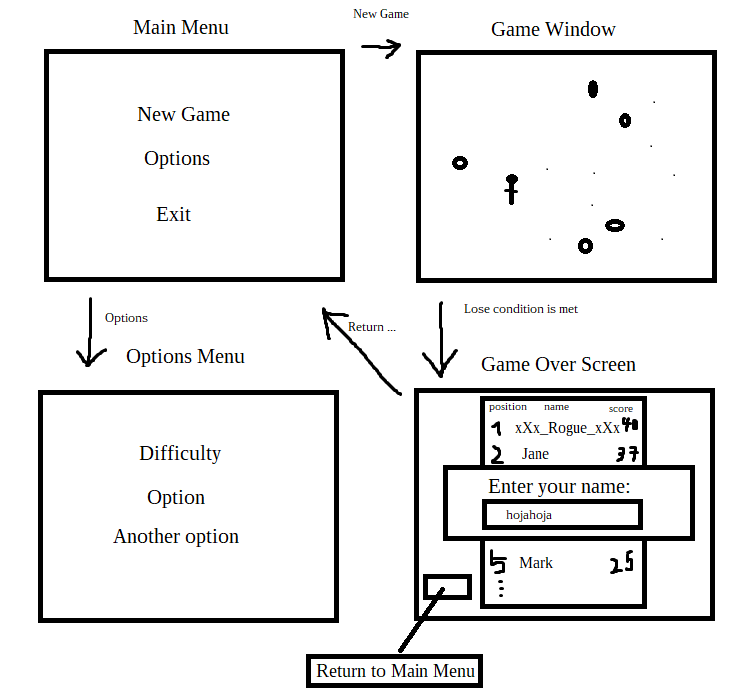 Main Menu
New Game
Game Window
New Game
Options
Exit
Options
Return ...
Lose condition is met
Options Menu
Game Over Screen
Difficulty
Option
Another option
position name score
1 xXx_Rogue_xXx 40
2 Jane 37
Enter your name:
hojahoja
5 Mark 25
⋮
Return to Main Menu